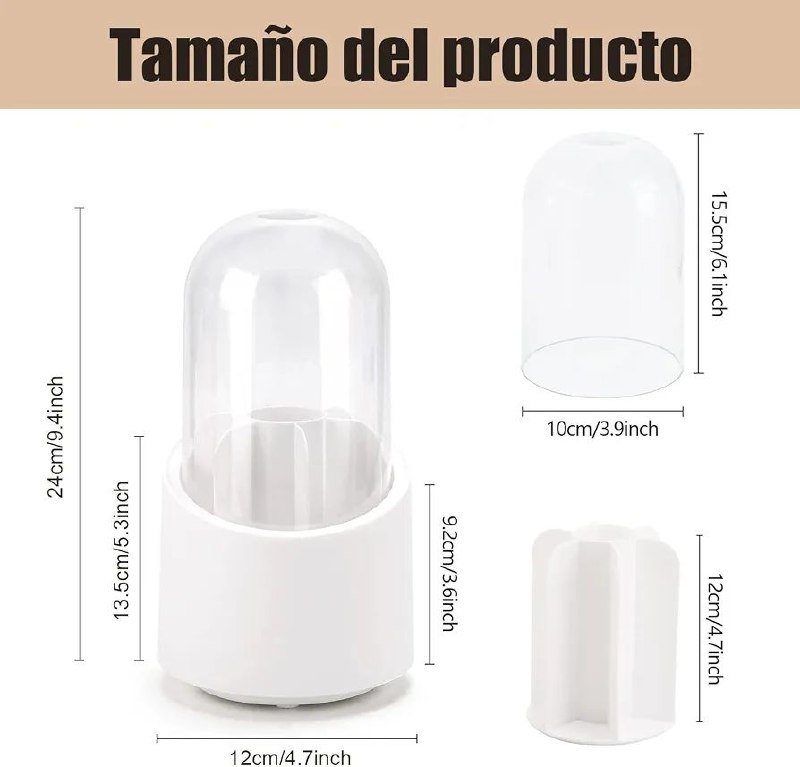 Tamaño del producto
15.5cm/6.1inch
24cm/9.4inch
10cm/3.9inch
13.5cm/5.3inch
9.2cm/3.6inch
12cm/4.7inch
12cm/4.7inch